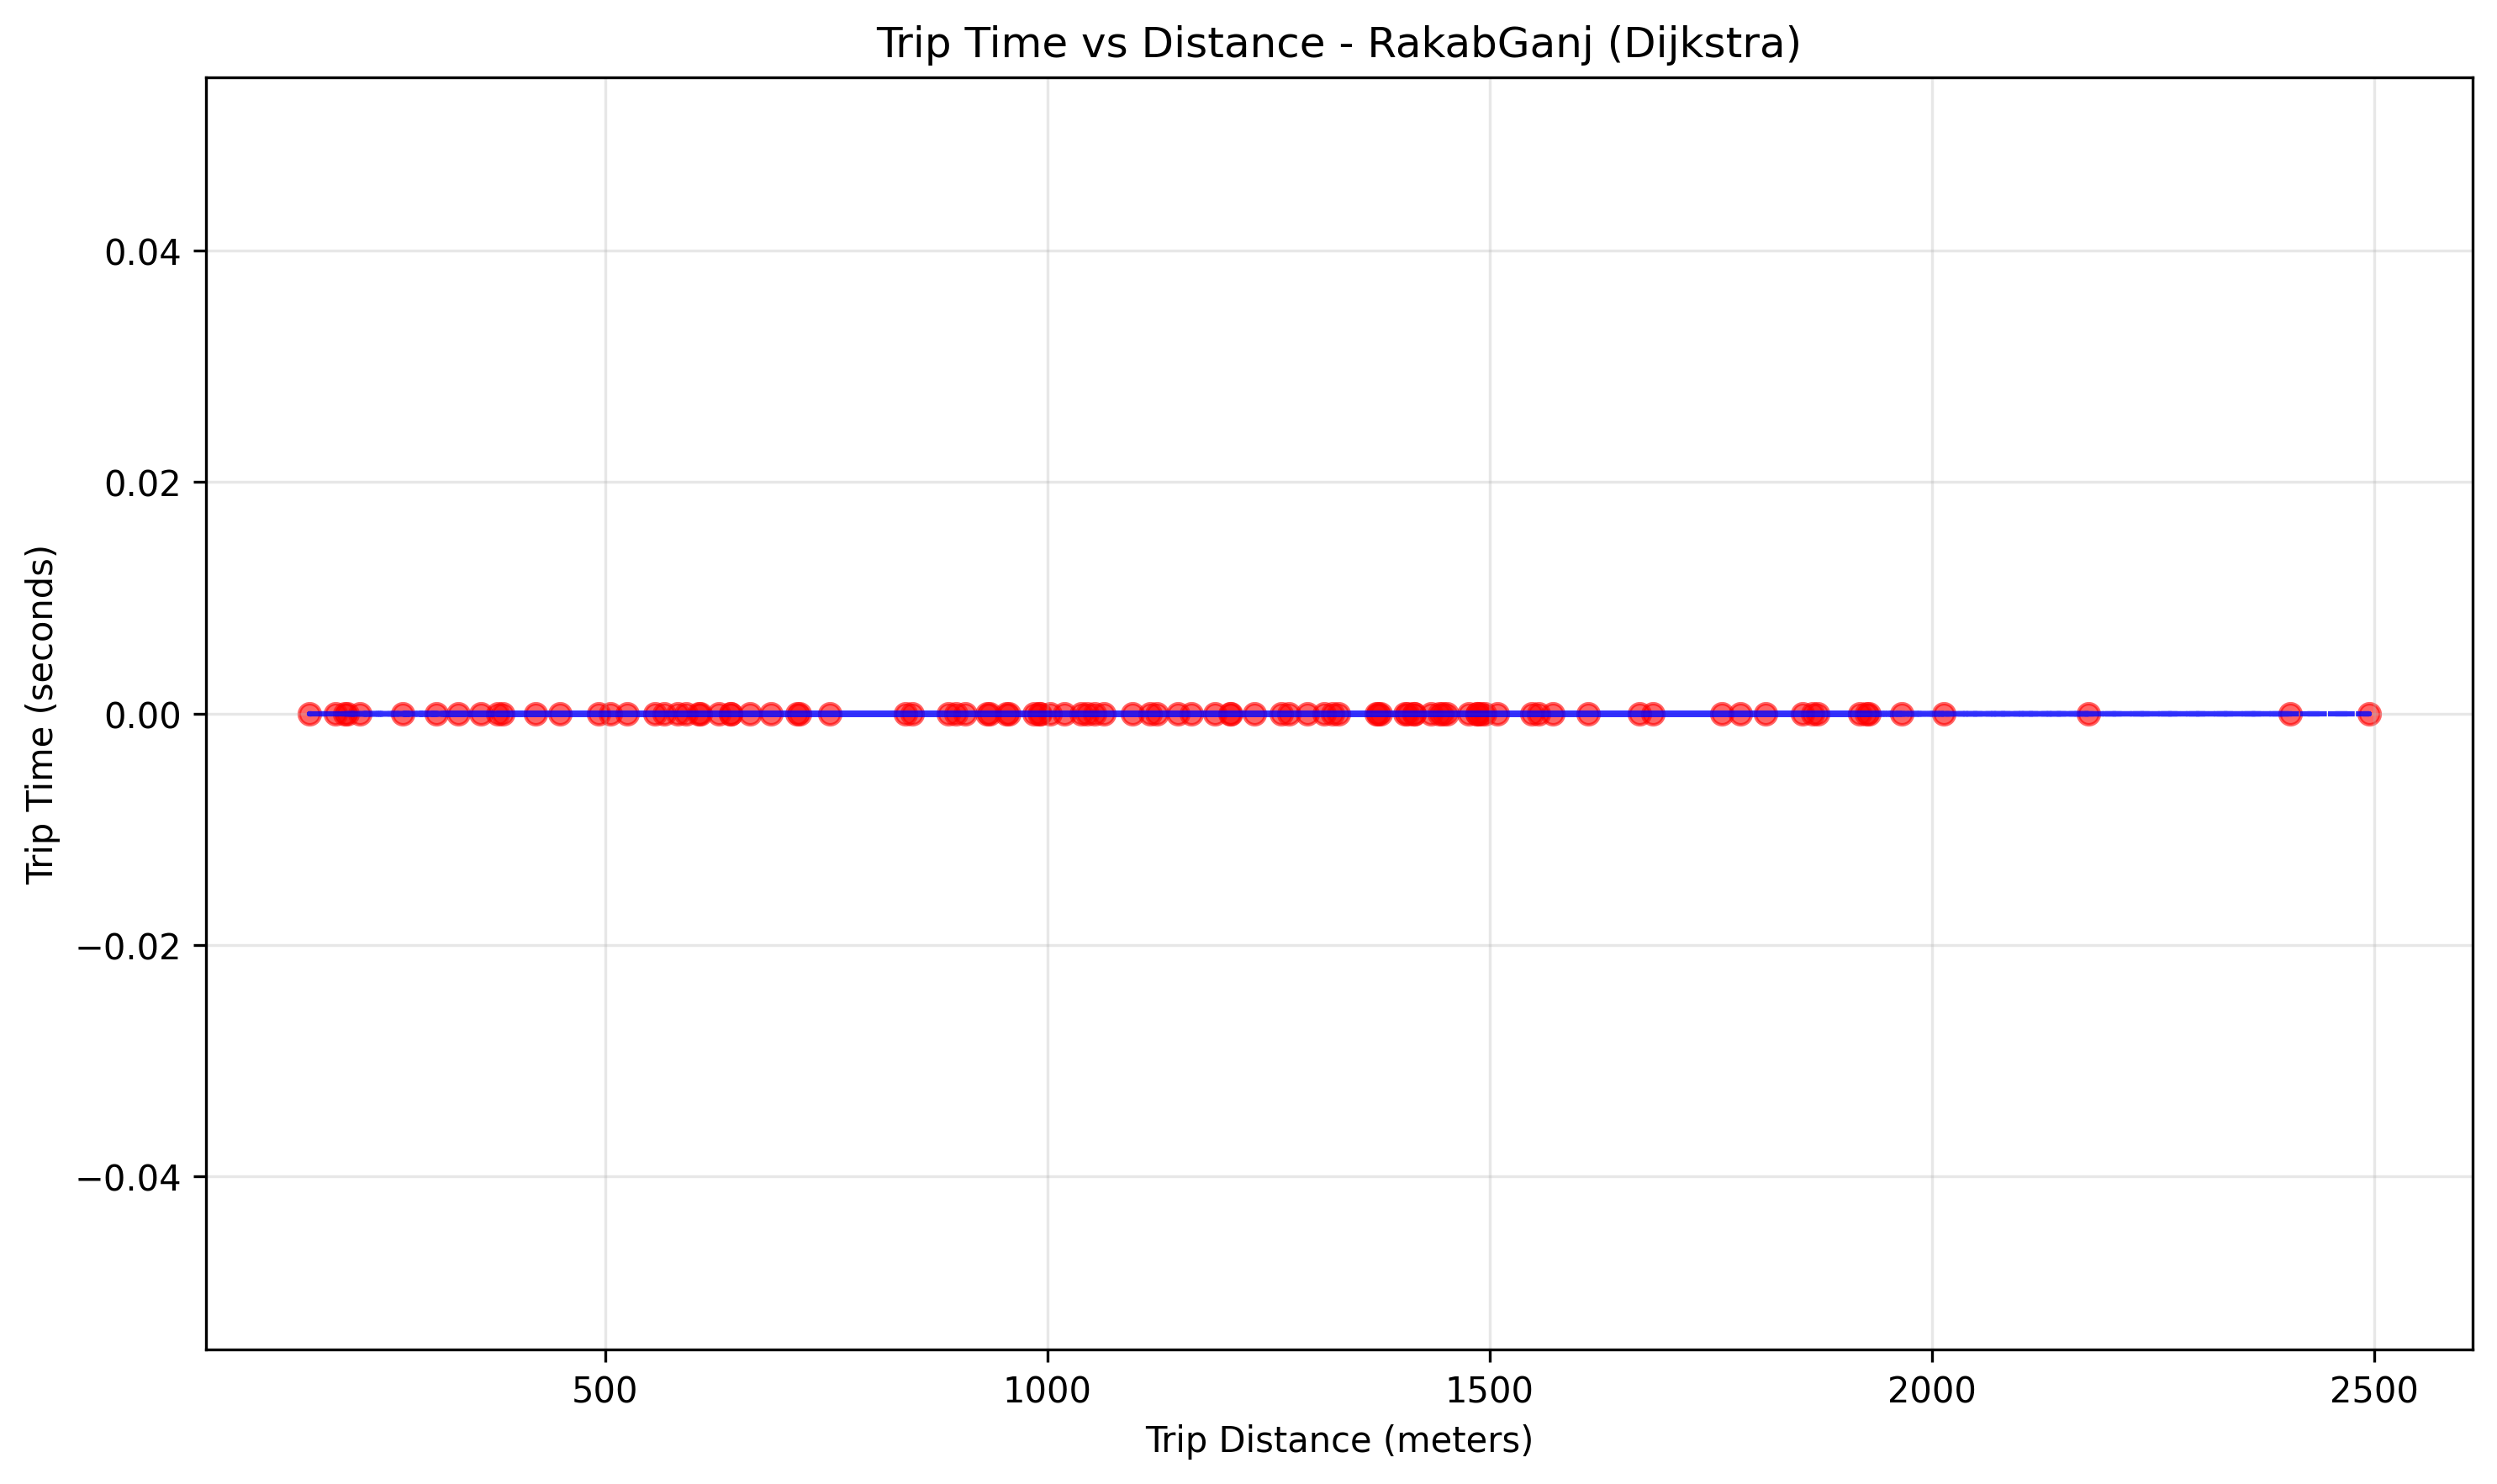 Trip Time vs Distance - RakabGanj (Dijkstra)
0.04
0.02
0.00
−0.02
−0.04
Trip Time (seconds)
500 1000 1500 2000 2500
Trip Distance (meters)